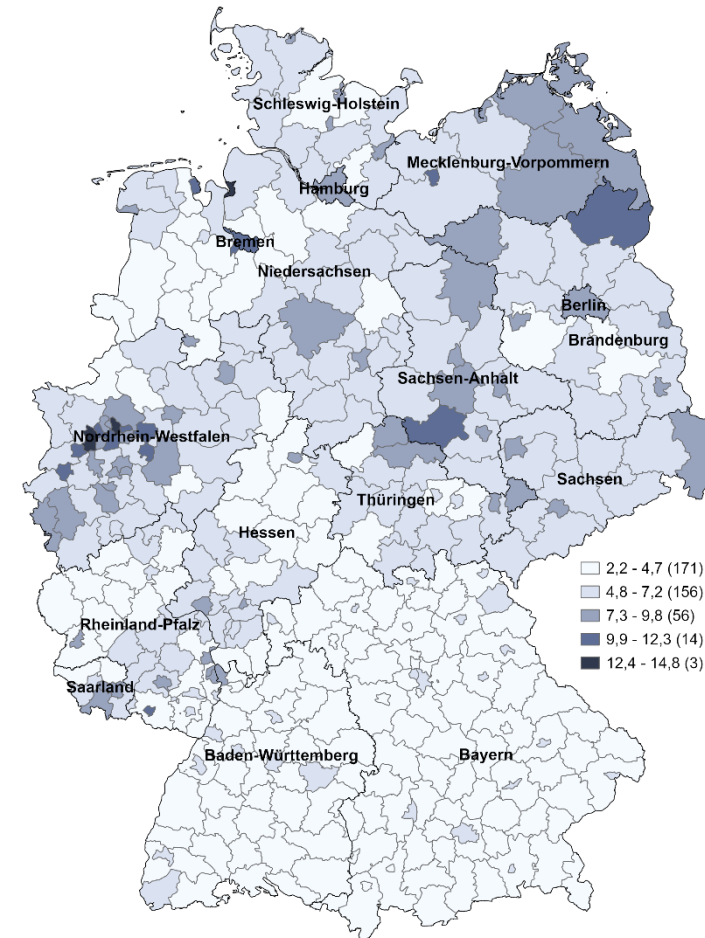 Schleswig-Holstein
Mecklenburg-Vorpommern
Hamburg
Bremen
Niedersachsen
Berlin
Brandenburg
Sachsen-Anhalt
Nordrhein-Westfalen
Sachsen
Thüringen
Hessen
Rheinland-Pfalz
Saarland
Baden-Württemberg
Bayern
2,2 - 4,7 (171)
4,8 - 7,2 (156)
7,3 - 9,8 (56)
9,9 - 12,3 (14)
12,4 - 14,8 (3)